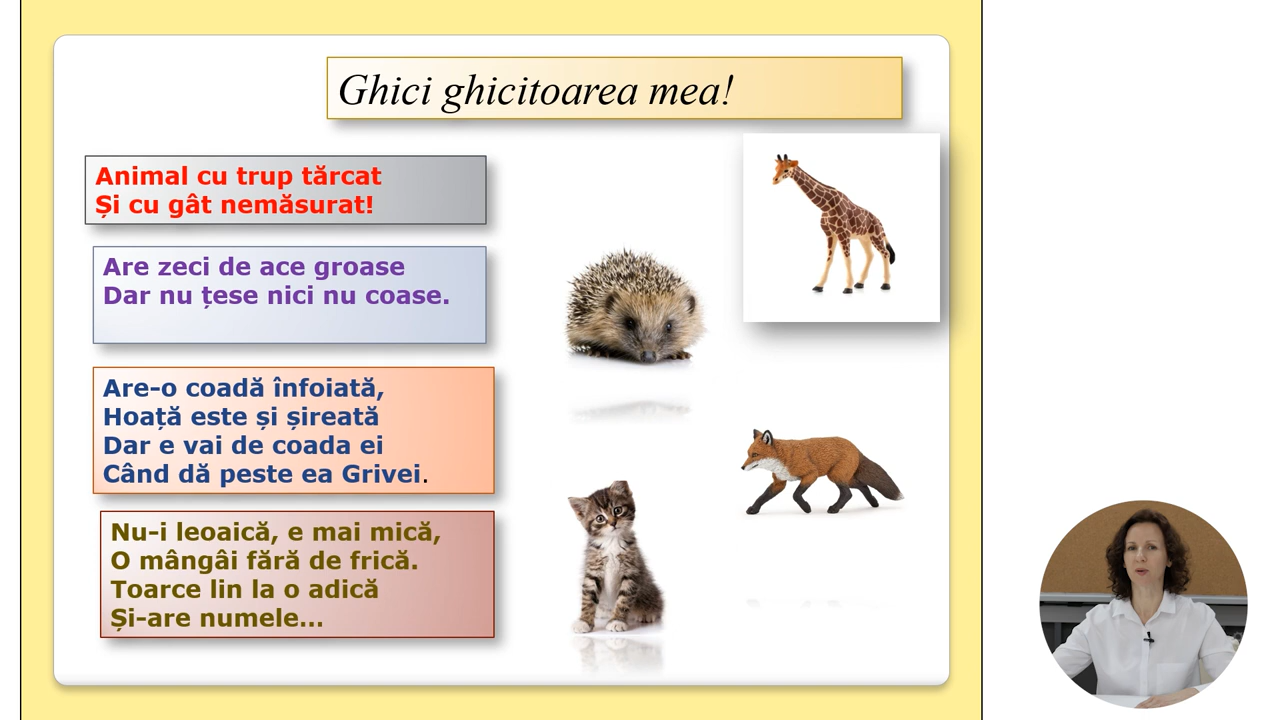 Ghici ghicitoarea mea!
Animal cu trup tărcat
Și cu gât nemăsurat!
Are zeci de ace groase
Dar nu țese nici nu coase.
Are-o coadă înfoiată,
Hoață este și șireată
Dar e vai de coada ei
Când dă peste ea Grivei.
Nu-i leoaică, e mai mică,
O mângâi fără de frică.
Toarce lin la o adică
Și-are numele...